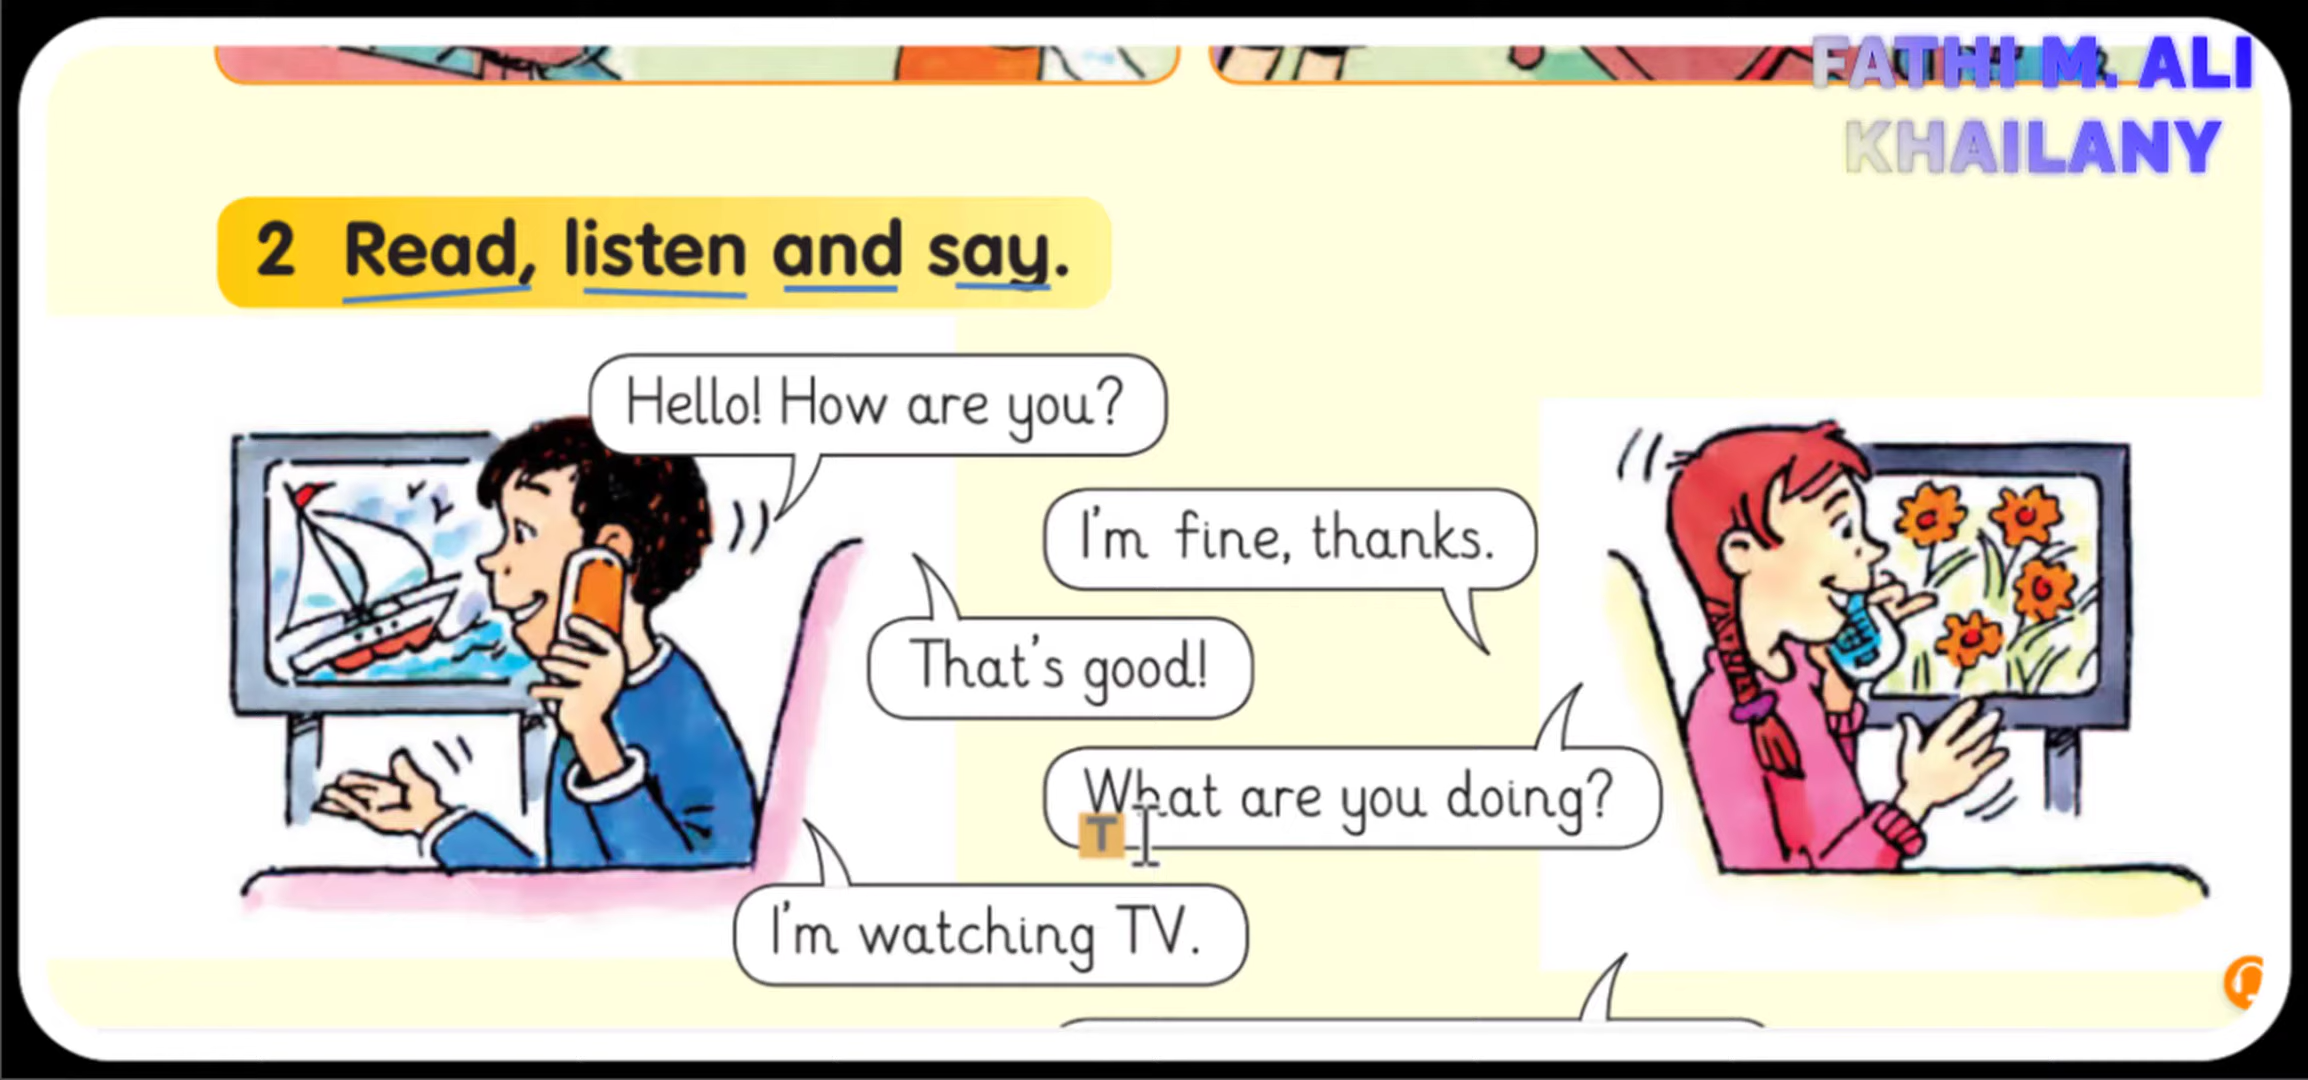 FATHI M. ALI
KHAILANY
2 Read, listen and say.
Hello! How are you?
I'm fine, thanks.
That's good!
What are you doing?
T
I'm watching TV.